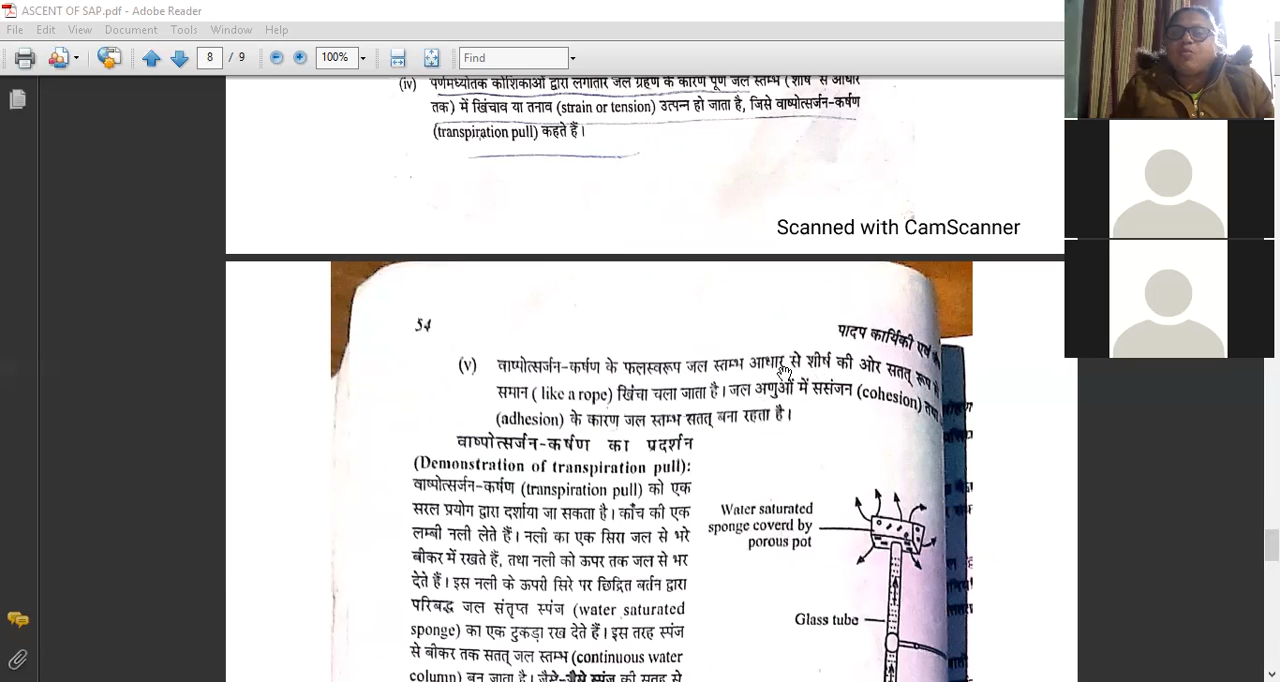 ASCENT OF SAP.pdf - Adobe Reader
File Edit View Document Tools Window Help
8 / 9 100% Find
(iv) पर्णमध्योतक कोशिकाओं द्वारा लगातार जल ग्रहण के कारण पूर्ण जल स्तम्भ (शीर्ष से आधार
तक) में खिंचाव या तनाव (strain or tension) उत्पन्न हो जाता है, जिसे वाष्पोत्सर्जन-कर्षण
(transpiration pull) कहते हैं।
Scanned with CamScanner
54
पादप कार्यिकी एवं
(v) वाष्पोत्सर्जन-कर्षण के फलस्वरूप जल स्तम्भ आधार से शीर्ष की ओर सतत् रूप
समान ( like a rope) खिंचा चला जाता है। जल अणुओं में ससंजन (cohesion) तथा
(adhesion) के कारण जल स्तम्भ सतत् बना रहता है।
वाष्पोत्सर्जन-कर्षण का प्रदर्शन
(Demonstration of transpiration pull):
वाष्पोत्सर्जन-कर्षण (transpiration pull) को एक
सरल प्रयोग द्वारा दर्शाया जा सकता है। काँच की एक
लम्बी नली लेते हैं। नली का एक सिरा जल से भरे
बीकर में रखते हैं, तथा नली को ऊपर तक जल से भर
देते हैं। इस नली के ऊपरी सिरे पर छिद्रित बर्तन द्वारा
परिबद्ध जल संतृप्त स्पंज (water saturated
sponge) का एक टुकड़ा रख देते हैं। इस तरह स्पंज
से बीकर तक सतत् जल स्तम्भ (continuous water
column) बन जाता है। जैसे-जैसे स्पंज की सतह से
Water saturated
sponge coverd by
porous pot
Glass tube